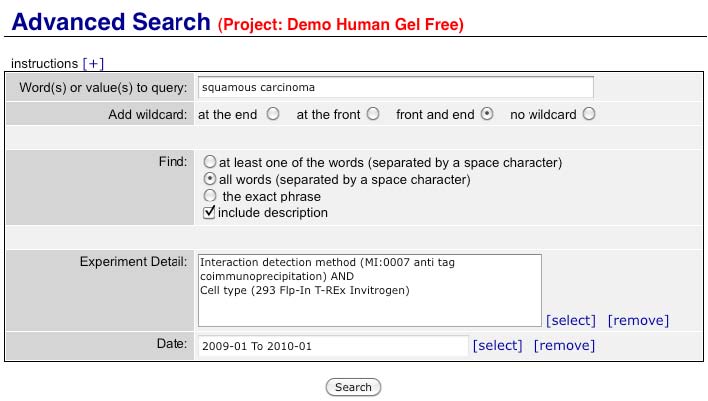 Advanced Search (Project: Demo Human Gel Free)
instructions [+]
Word(s) or value(s) to query: squamous carcinoma
Add wildcard: at the end at the front front and end no wildcard
Find: at least one of the words (separated by a space character)
all words (separated by a space character)
the exact phrase
include description
Experiment Detail: Interaction detection method (MI:0007 anti tag
coimmunoprecipitation) AND
Cell type (293 Flp-In T-REx Invitrogen)
[select] [remove]
Date: 2009-01 To 2010-01 [select] [remove]
Search